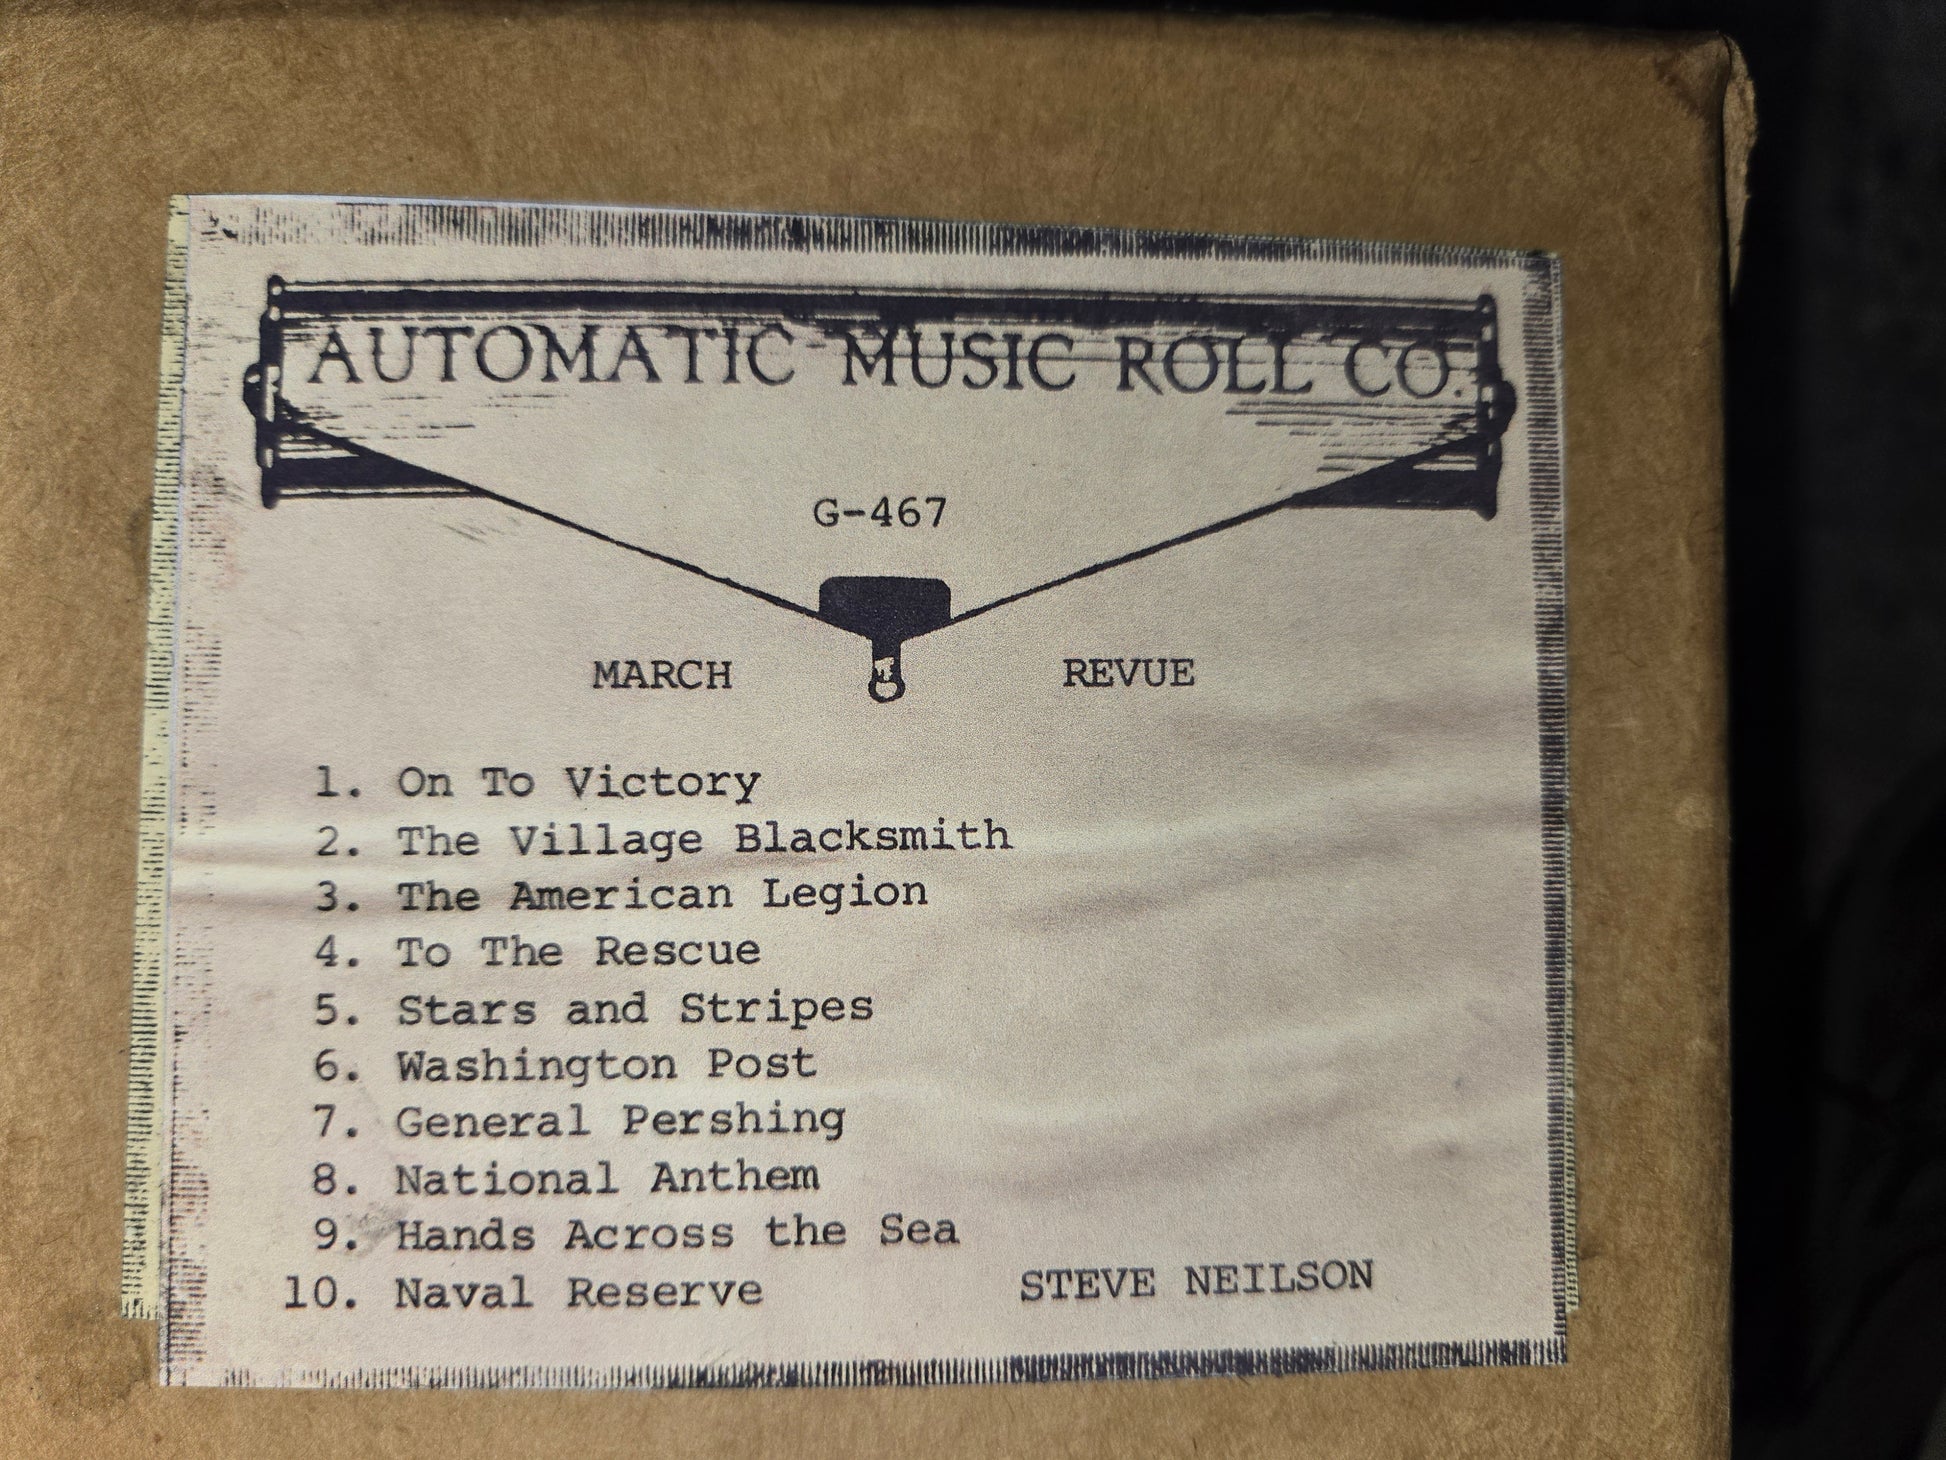 AUTOMATIC MUSIC ROLL CO.
G-467
MARCH REVUE
1. On To Victory
2. The Village Blacksmith
3. The American Legion
4. To The Rescue
5. Stars and Stripes
6. Washington Post
7. General Pershing
8. National Anthem
9. Hands Across the Sea
10. Naval Reserve STEVE NEILSON